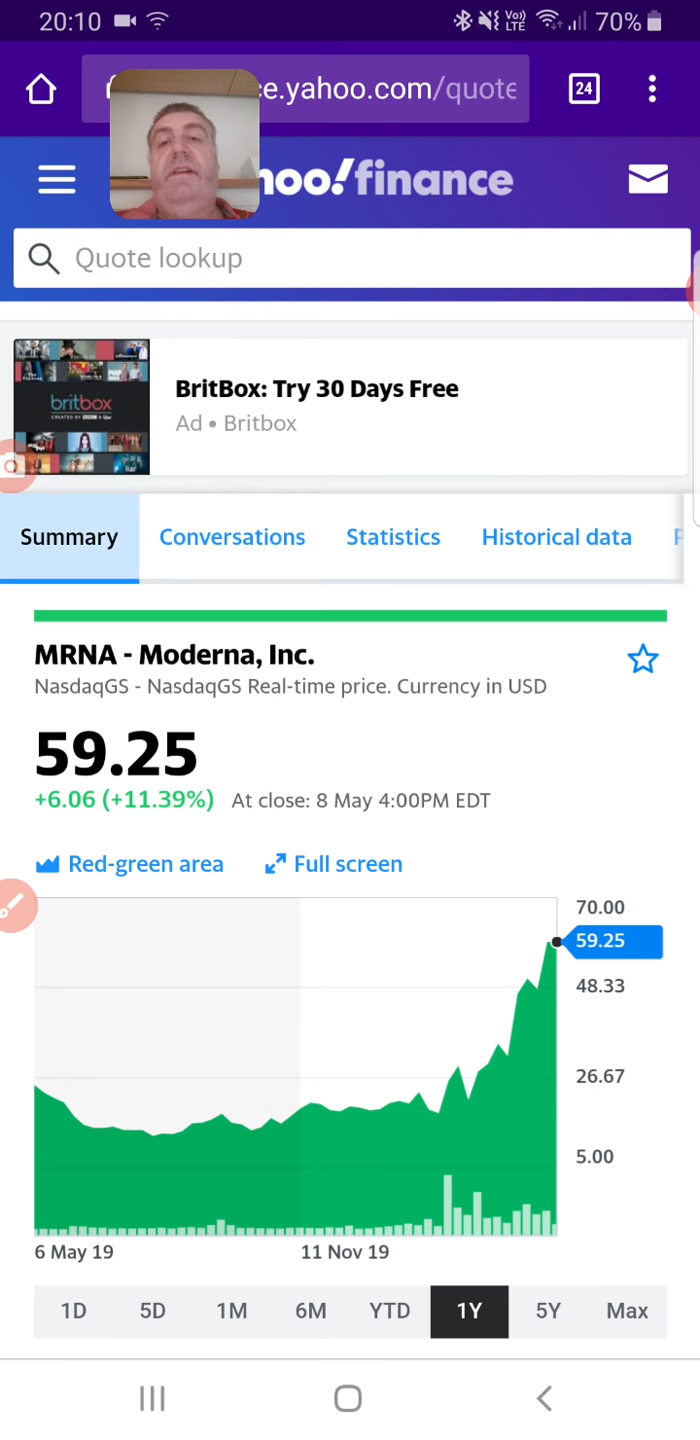 20:10
Vo)) LTE
70%
ce.yahoo.com/quote
24
hoo!finance
Quote lookup
britbox
BritBox: Try 30 Days Free
Ad • Britbox
Summary Conversations Statistics Historical data
MRNA - Moderna, Inc.
NasdaqGS - NasdaqGS Real-time price. Currency in USD
59.25
+6.06 (+11.39%) At close: 8 May 4:00PM EDT
Red-green area Full screen
70.00
59.25
48.33
26.67
5.00
6 May 19 11 Nov 19
1D 5D 1M 6M YTD 1Y 5Y Max